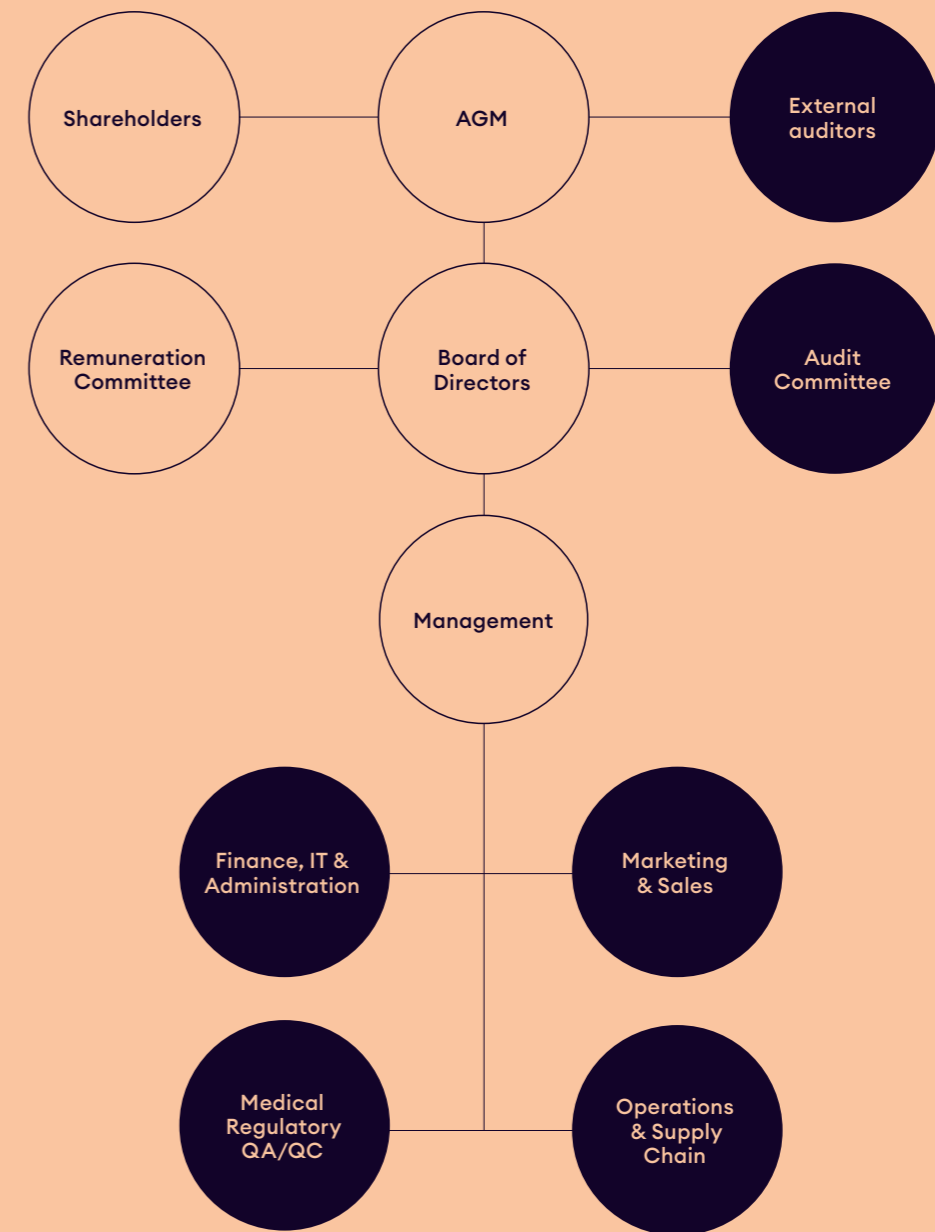 Shareholders
AGM
External
auditors
Remuneration
Committee
Board of
Directors
Audit
Committee
Management
Finance, IT &
Administration
Marketing
& Sales
Medical
Regulatory
QA/QC
Operations
& Supply
Chain